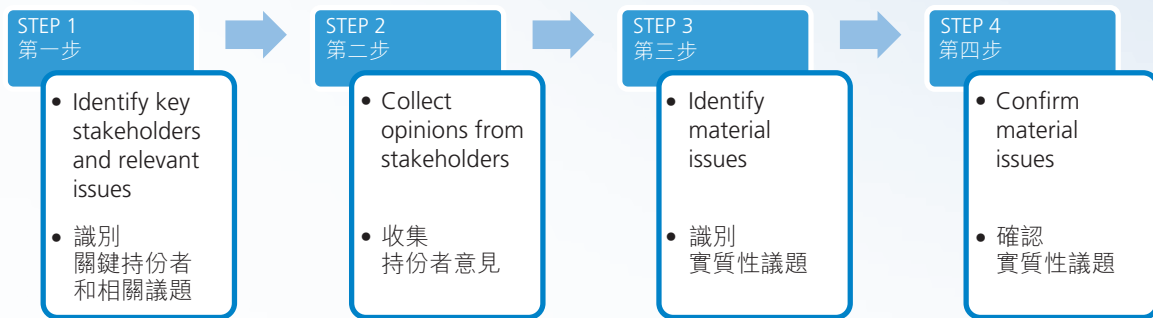 STEP 1
第一步
• Identify key
stakeholders
and relevant
issues
• 識別
關鍵持份者
和相關議題
STEP 2
第二步
• Collect
opinions from
stakeholders
• 收集
持份者意見
STEP 3
第三步
• Identify
material
issues
• 識別
實質性議題
STEP 4
第四步
• Confirm
material
issues
• 確認
實質性議題